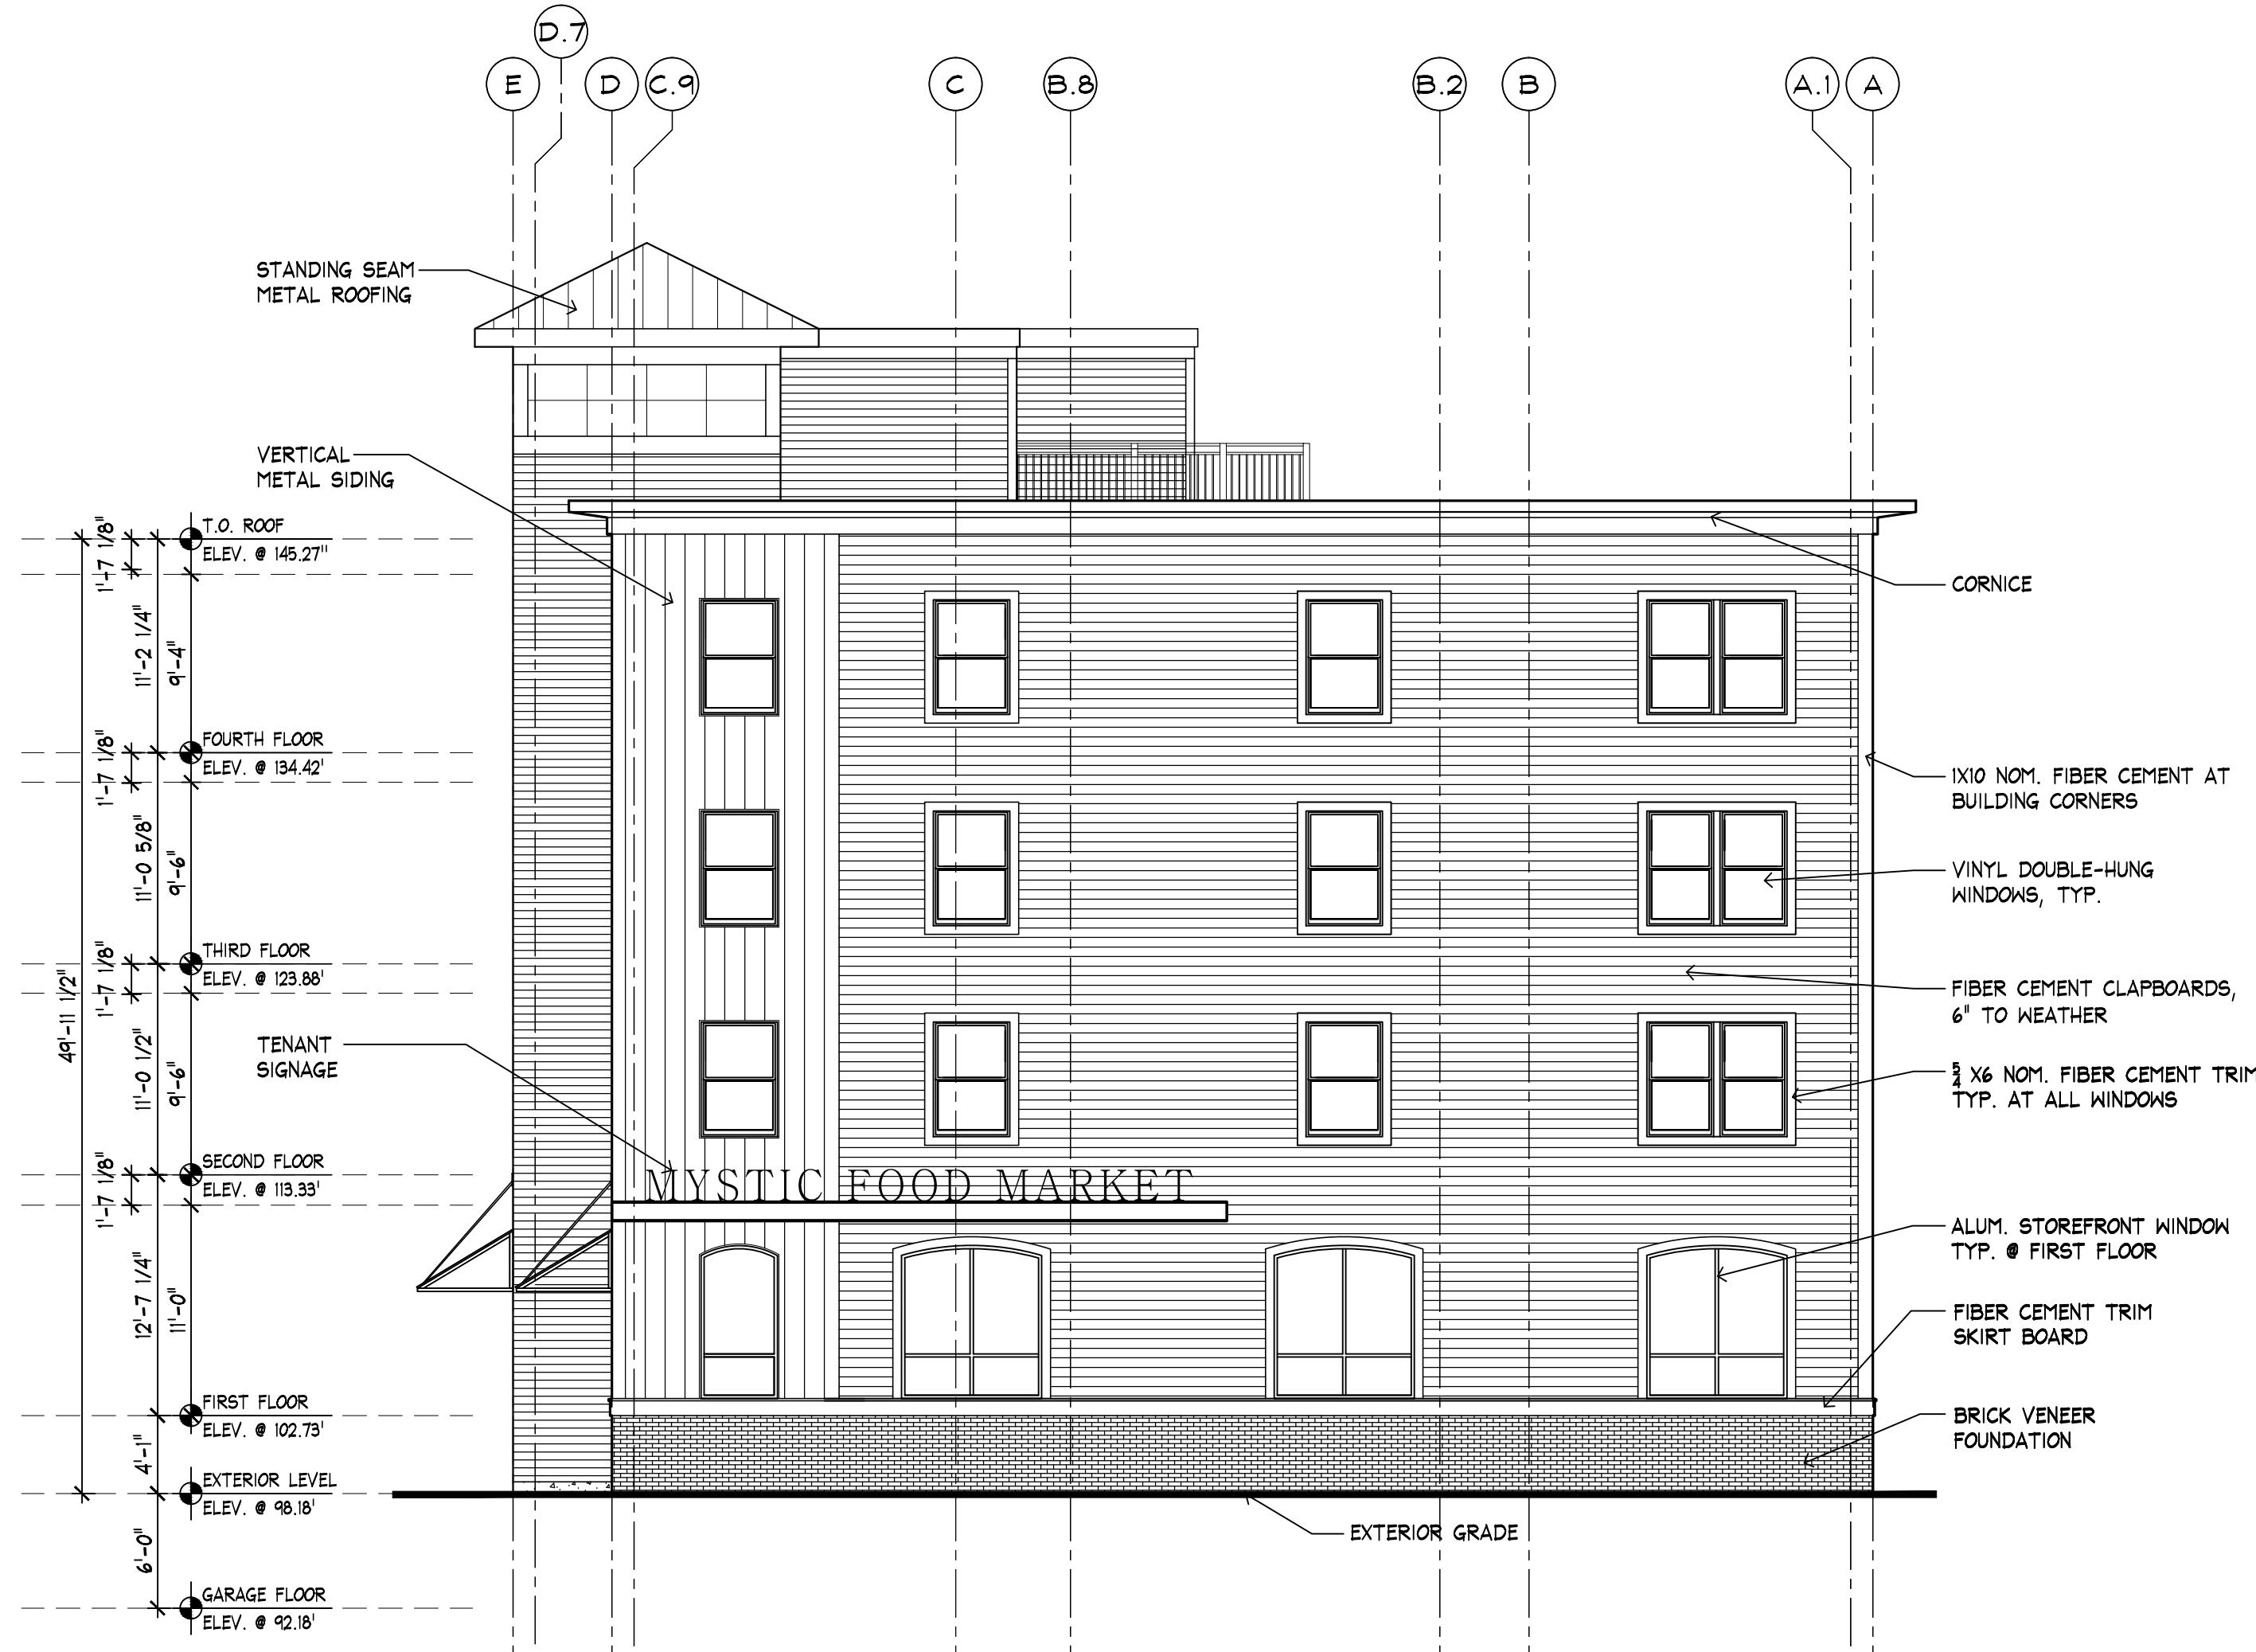 D.7
E
D
C.9
C
B.8
B.2
B
A.1
A
STANDING SEAM
METAL ROOFING
VERTICAL
METAL SIDING
T.O. ROOF
ELEV. @ 145.27"
1'-7 1/8"
11'-2 1/4"
9'-4"
FOURTH FLOOR
ELEV. @ 134.42'
1'-7 1/8"
11'-0 5/8"
9'-6"
THIRD FLOOR
ELEV. @ 123.88'
1'-7 1/8"
49'-11 1/2"
11'-0 1/2"
9'-6"
TENANT
SIGNAGE
SECOND FLOOR
ELEV. @ 113.33'
1'-7 1/8"
12'-7 1/4"
11'-0"
FIRST FLOOR
ELEV. @ 102.73'
4'-1"
EXTERIOR LEVEL
ELEV. @ 98.18'
6'-0"
GARAGE FLOOR
ELEV. @ 92.18'
MYSTIC FOOD MARKET
CORNICE
1X10 NOM. FIBER CEMENT AT
BUILDING CORNERS
VINYL DOUBLE-HUNG
WINDOWS, TYP.
FIBER CEMENT CLAPBOARDS,
6" TO WEATHER
5/4 X6 NOM. FIBER CEMENT TRIM
TYP. AT ALL WINDOWS
ALUM. STOREFRONT WINDOW
TYP. @ FIRST FLOOR
FIBER CEMENT TRIM
SKIRT BOARD
BRICK VENEER
FOUNDATION
EXTERIOR GRADE